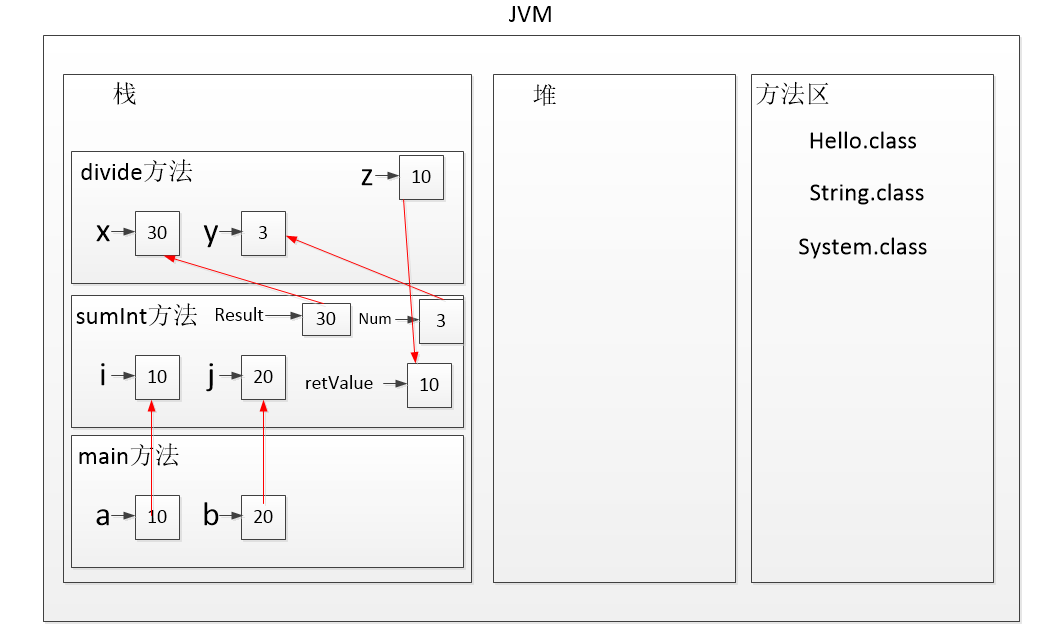 JVM
栈
divide方法
z
10
x
30
y
3
sumInt方法
Result
30
Num
3
i
10
j
20
retValue
10
main方法
a
10
b
20
堆
方法区
Hello.class
String.class
System.class